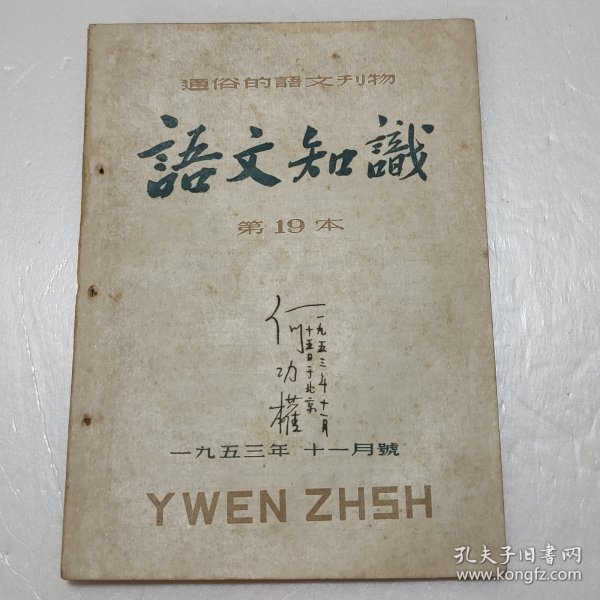 通俗的語文刊物
語文知識
第19本
何功權
一九五三年十一月
十五日于北京
一九五三年 十一月號
YWEN ZHSH
孔夫子旧书网
www.kongfz.com